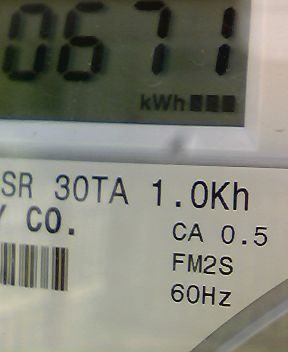 0671
kWh
SR 30TA 1.0Kh
Y CO.
CA 0.5
FM2S
60Hz